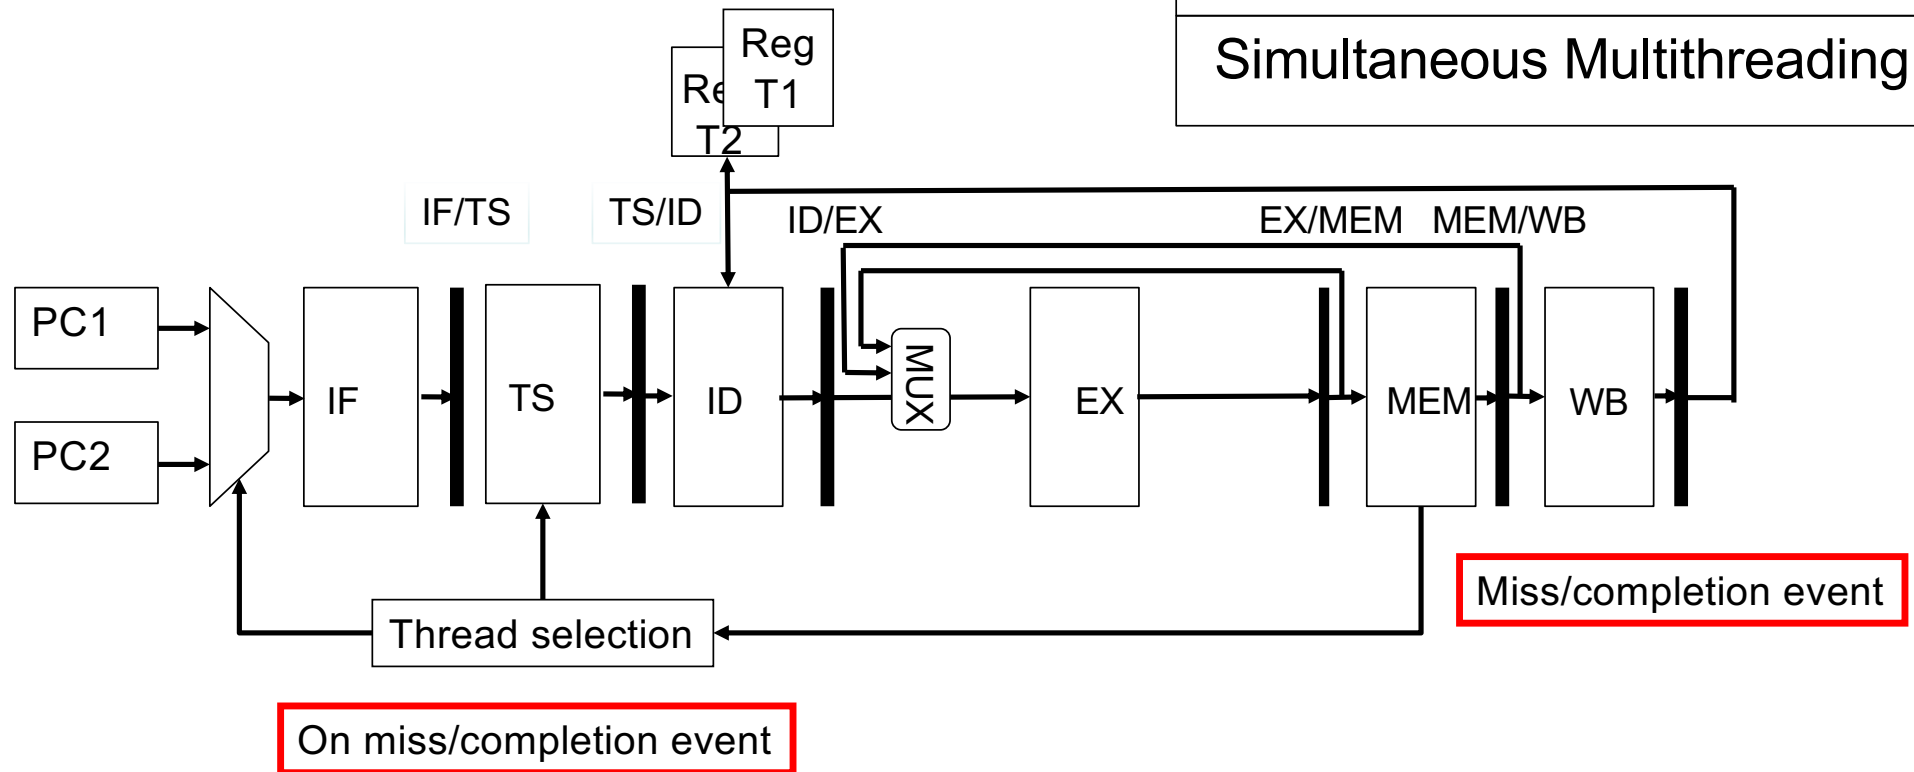 Reg
T1
Re
T2
Simultaneous Multithreading
IF/TS
TS/ID
ID/EX
EX/MEM
MEM/WB
PC1
PC2
IF
TS
ID
MUX
EX
MEM
WB
Thread selection
Miss/completion event
On miss/completion event